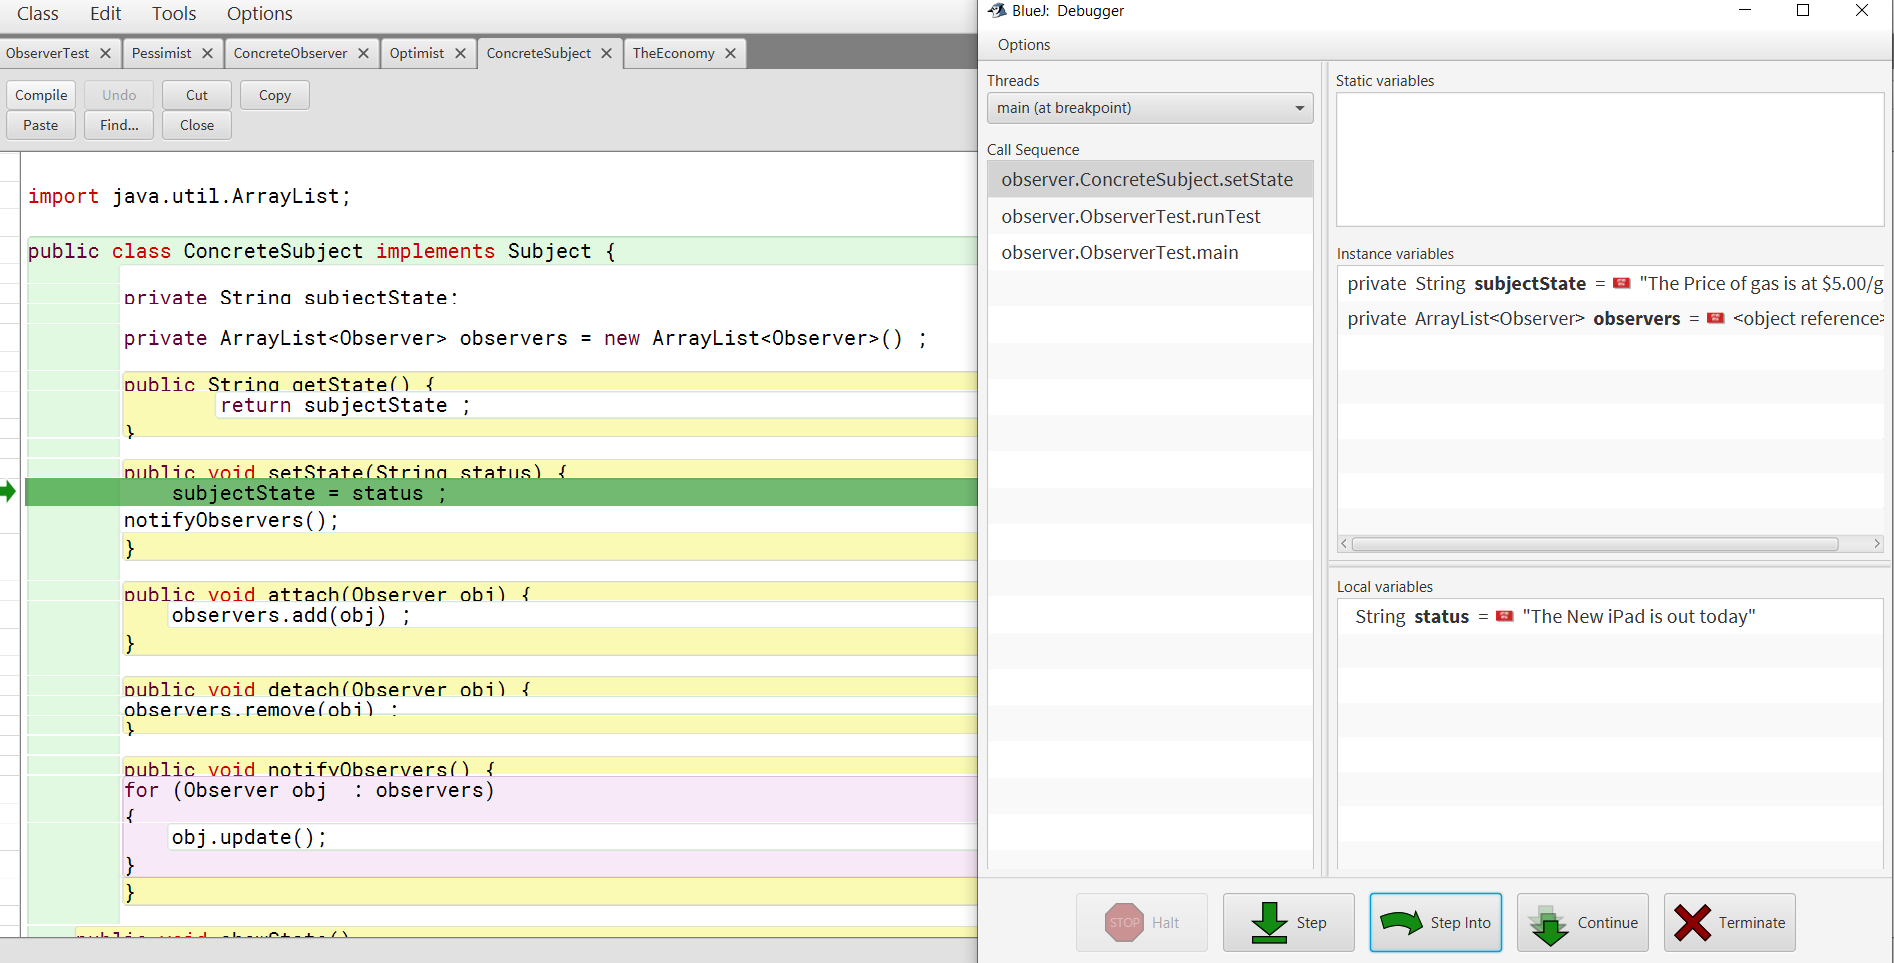 Class Edit Tools Options
ObserverTest Pessimist ConcreteObserver Optimist ConcreteSubject TheEconomy
Compile Undo Cut Copy
Paste Find... Close
import java.util.ArrayList;
public class ConcreteSubject implements Subject {
private String subjectState;
private ArrayList<Observer> observers = new ArrayList<Observer>() ;
public String getState() {
return subjectState ;
}
public void setState(String status) {
subjectState = status ;
notifyObservers();
}
public void attach(Observer obj) {
observers.add(obj) ;
}
public void detach(Observer obj) {
observers.remove(obj) ;
}
public void notifyObservers() {
for (Observer obj : observers)
{
obj.update();
}
}
public void showState()
BlueJ: Debugger
Options
Threads
main (at breakpoint)
Call Sequence
observer.ConcreteSubject.setState
observer.ObserverTest.runTest
observer.ObserverTest.main
Static variables
Instance variables
private String subjectState = "The Price of gas is at $5.00/g
private ArrayList<Observer> observers = <object reference>
Local variables
String status = "The New iPad is out today"
STOP Halt Step Step Into Continue Terminate